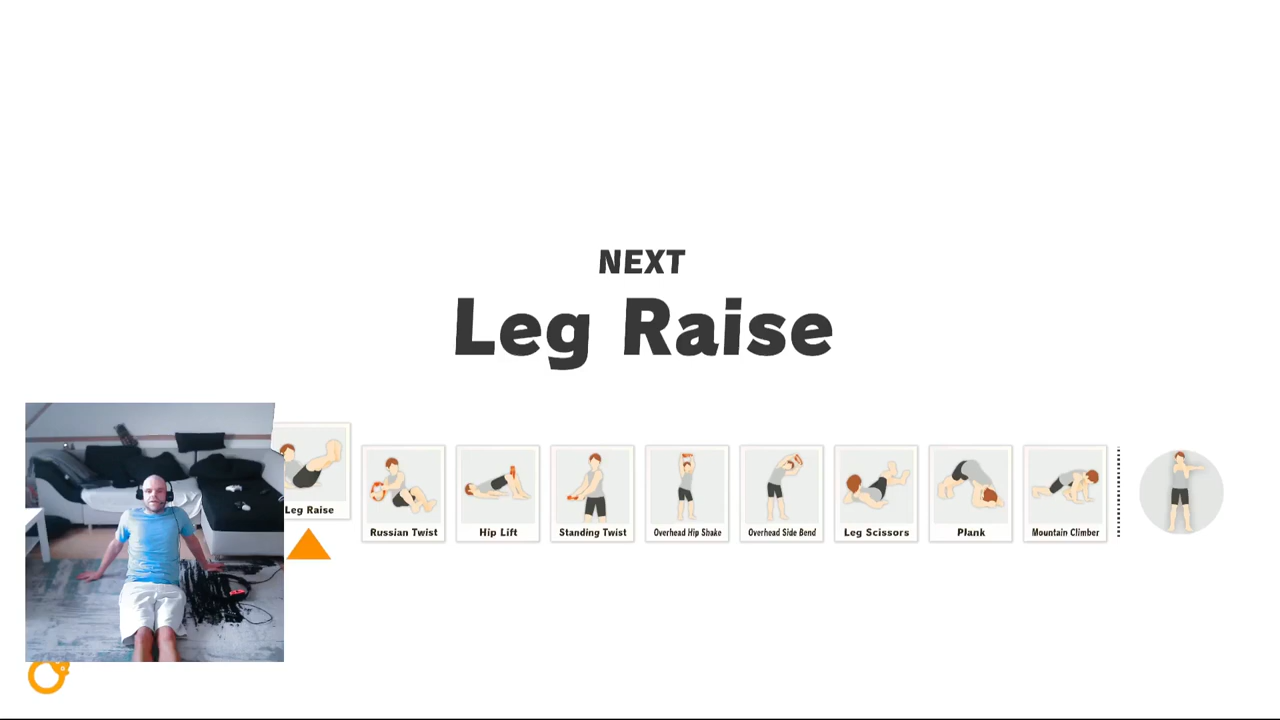 NEXT
Leg Raise
Leg Raise
Russian Twist
Hip Lift
Standing Twist
Overhead Hip Shake
Overhead Side Bend
Leg Scissors
Plank
Mountain Climber